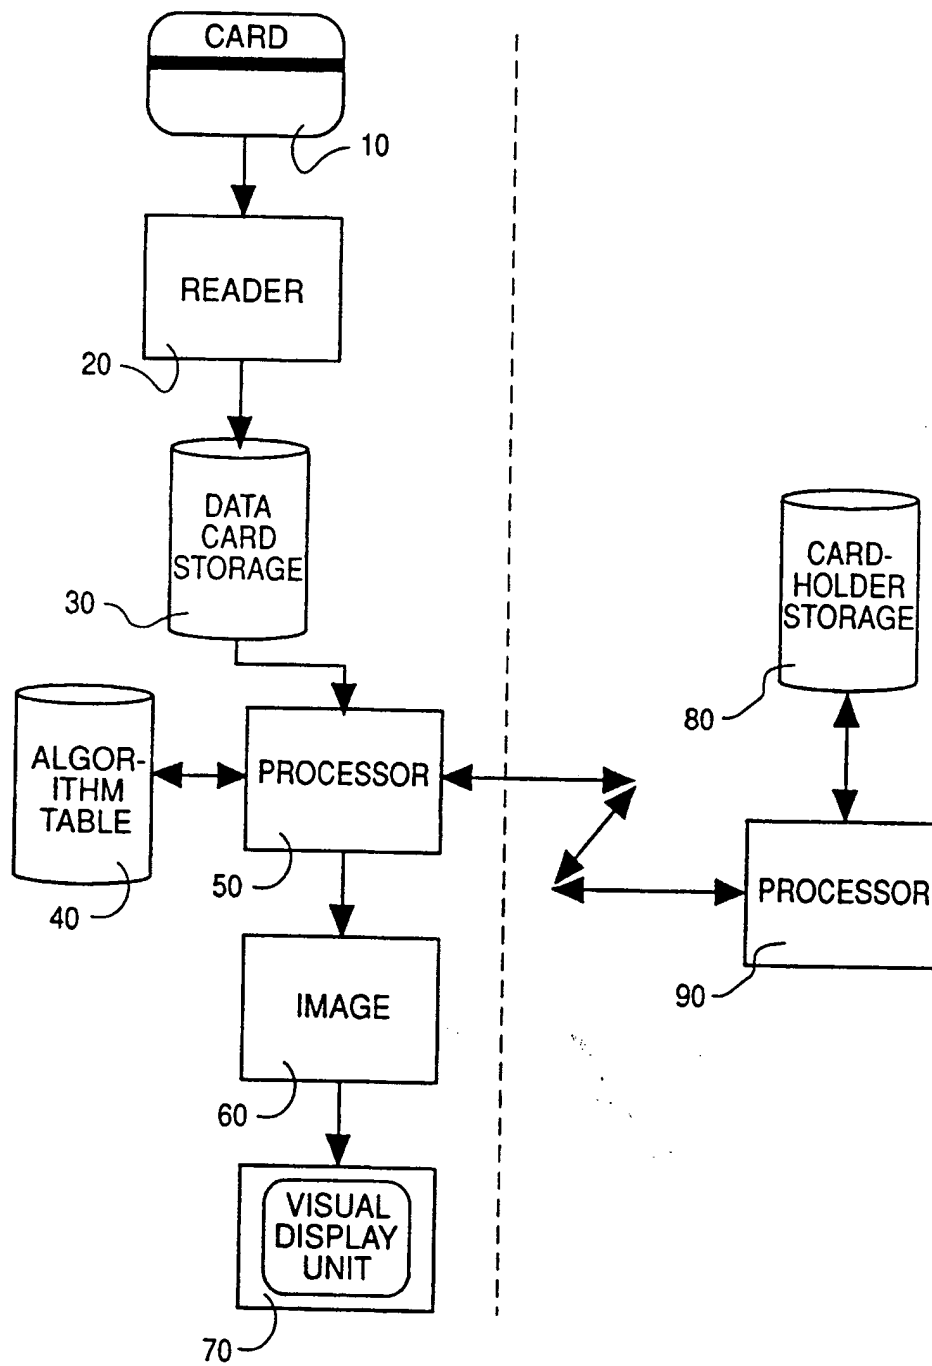 CARD
10
READER
20
DATA
CARD
STORAGE
30
CARD-
HOLDER
STORAGE
80
ALGOR-
ITHM
TABLE
40
PROCESSOR
50
PROCESSOR
90
IMAGE
60
VISUAL
DISPLAY
UNIT
70